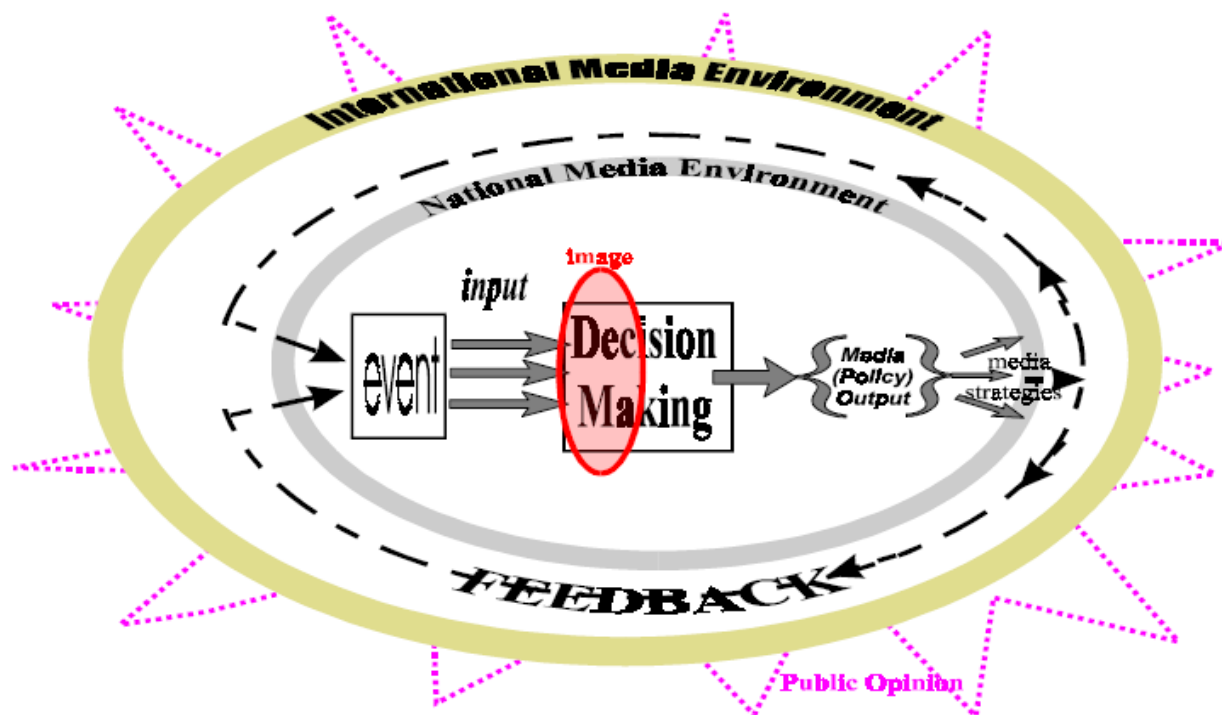 International Media Environment
National Media Environment
image
input
event
Decision
Making
Media
(Policy)
Output
media
strategies
FEEDBACK
Public Opinion